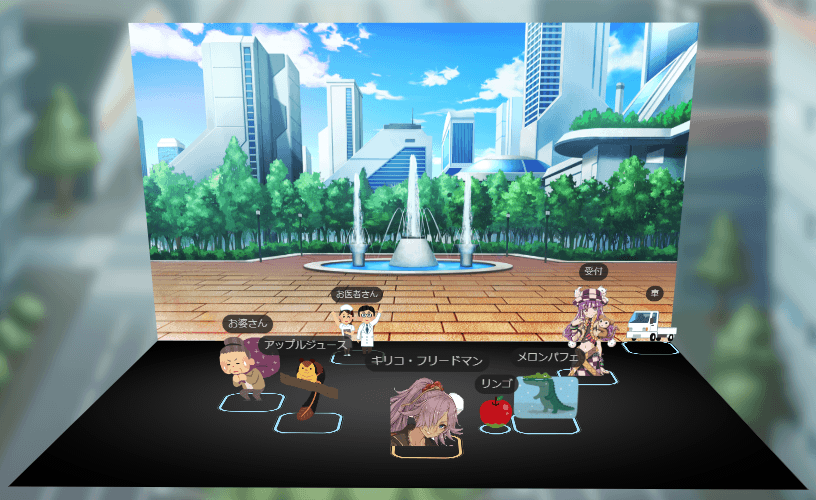 受付
車
お医者さん
お婆さん
アップルジュース
キリコ・フリードマン
メロンパフェ
リンゴ